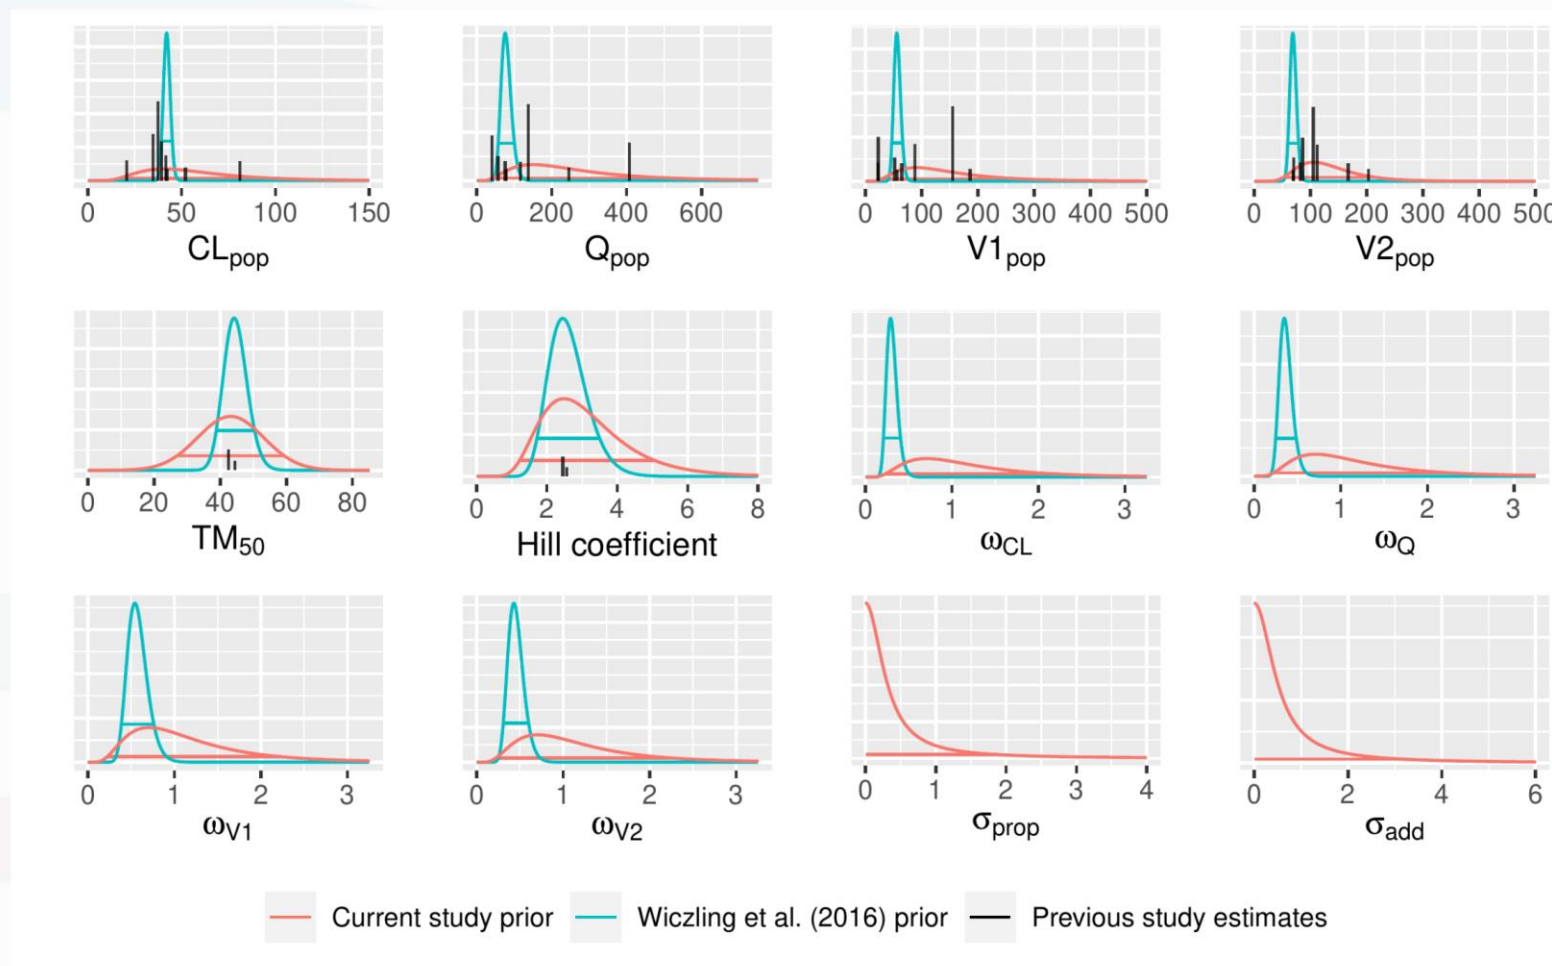 0 50 100 150
CLpop
0 200 400 600
Qpop
0 100 200 300 400 500
V1pop
0 100 200 300 400 500
V2pop
0 20 40 60 80
TM50
0 2 4 6 8
Hill coefficient
0 1 2 3
ωCL
0 1 2 3
ωQ
0 1 2 3
ωV1
0 1 2 3
ωV2
0 1 2 3 4
σprop
0 2 4 6
σadd
Current study prior
Wiczling et al. (2016) prior
Previous study estimates